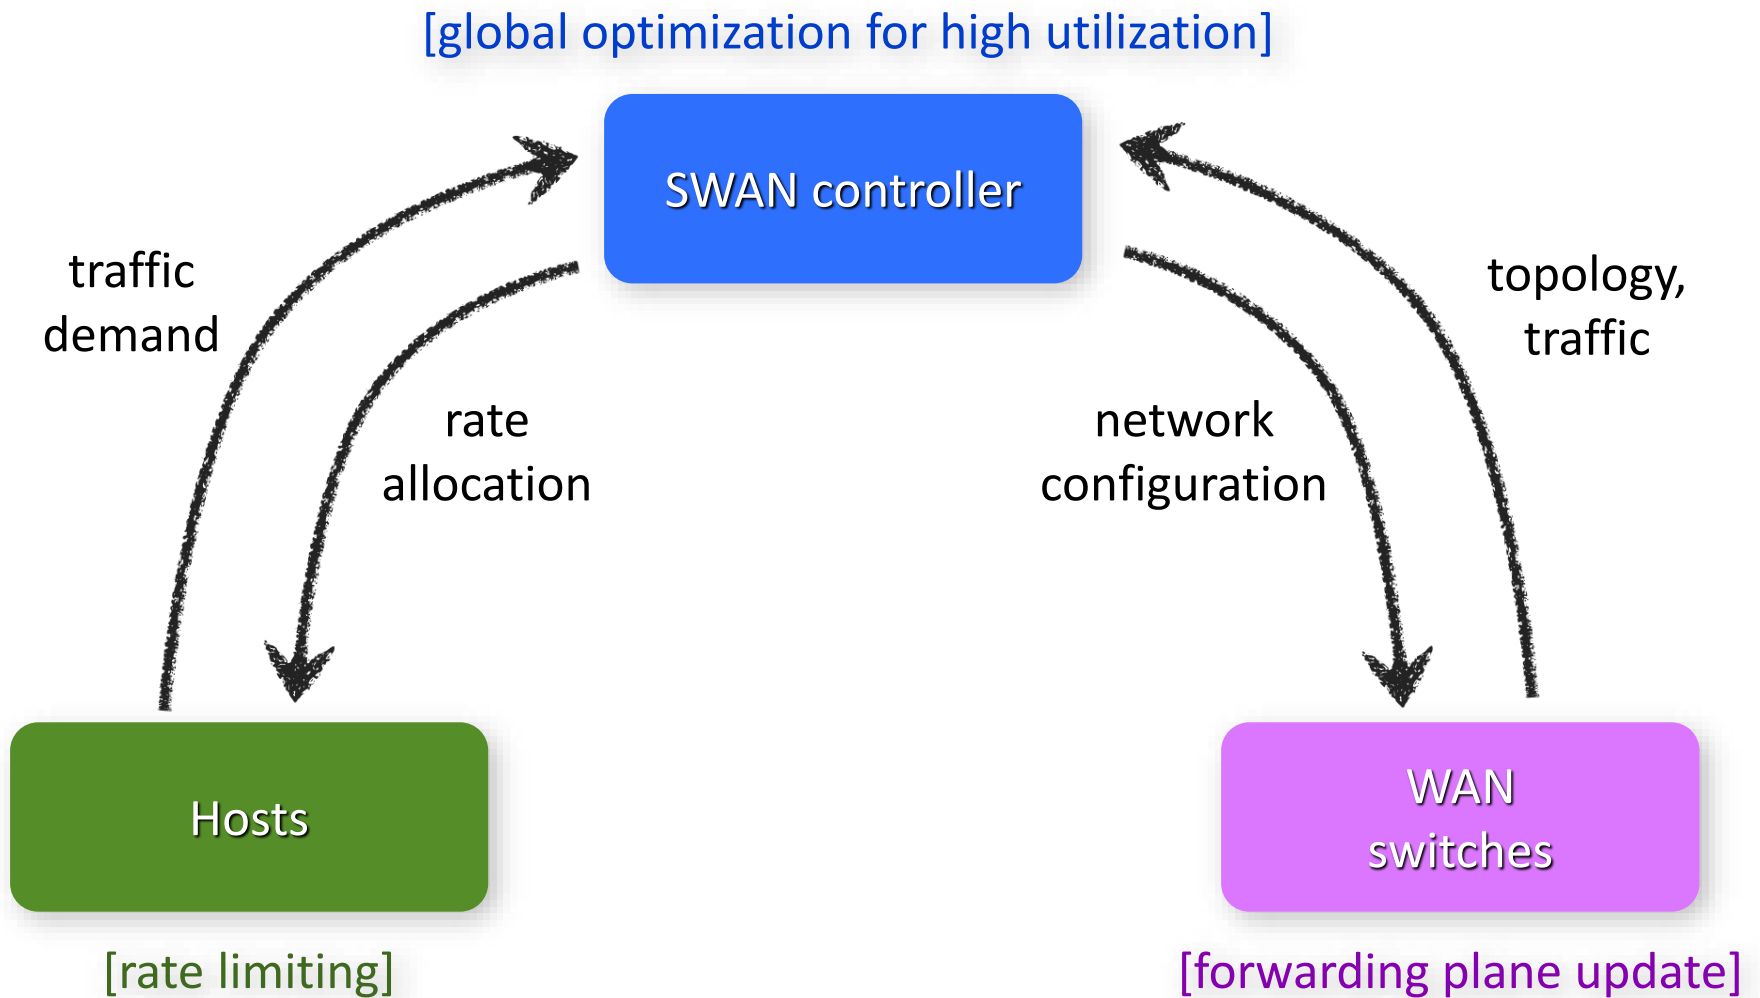 [global optimization for high utilization]
SWAN controller
traffic
demand
rate
allocation
network
configuration
topology,
traffic
Hosts
WAN
switches
[rate limiting]
[forwarding plane update]